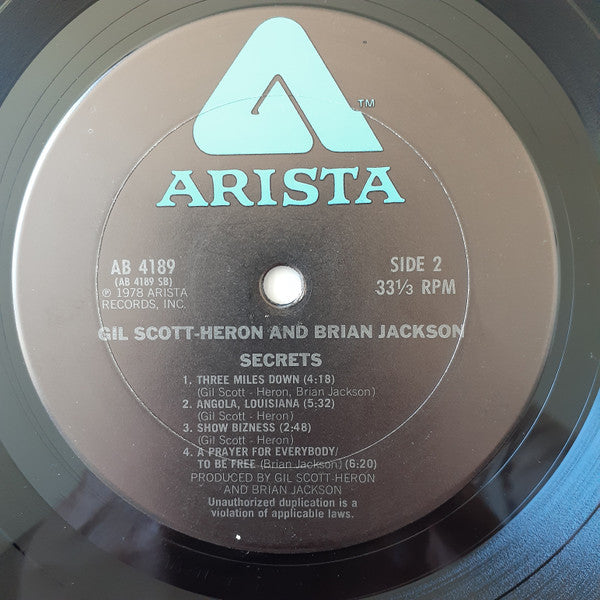 TM
ARISTA
AB 4189
(AB 4189 SB)
℗ 1978 ARISTA
RECORDS, INC.
SIDE 2
33⅓ RPM
GIL SCOTT-HERON AND BRIAN JACKSON
SECRETS
1. THREE MILES DOWN (4:18)
(Gil Scott - Heron, Brian Jackson)
2. ANGOLA, LOUISIANA (5:32)
(Gil Scott - Heron)
3. SHOW BIZNESS (2:48)
(Gil Scott - Heron)
4. A PRAYER FOR EVERYBODY/
TO BE FREE (Brian Jackson) (6:20)
PRODUCED BY GIL SCOTT-HERON
AND BRIAN JACKSON
Unauthorized duplication is a
violation of applicable laws.